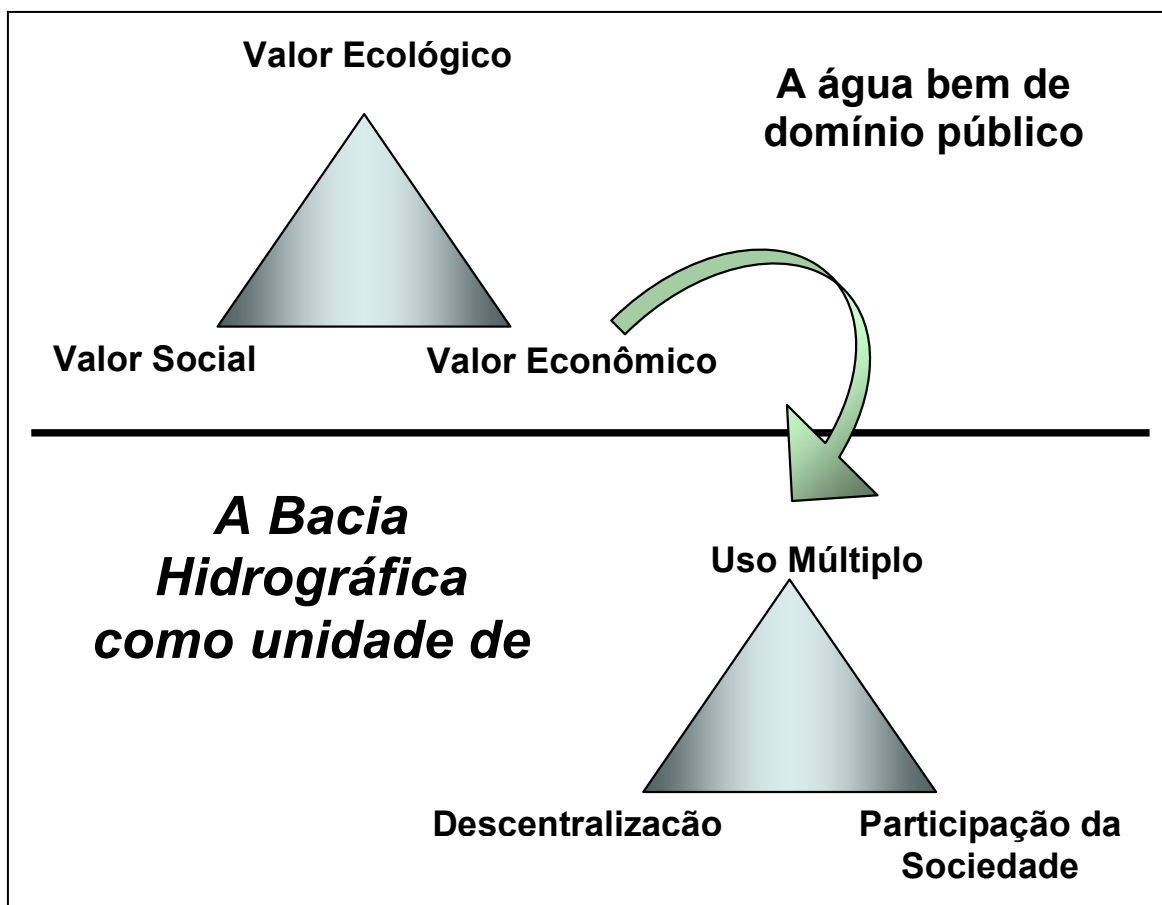 Valor Ecológico
A água bem de
domínio público
Valor Social
Valor Econômico
A Bacia
Hidrográfica
como unidade de
Uso Múltiplo
Descentralizacão
Participação da
Sociedade